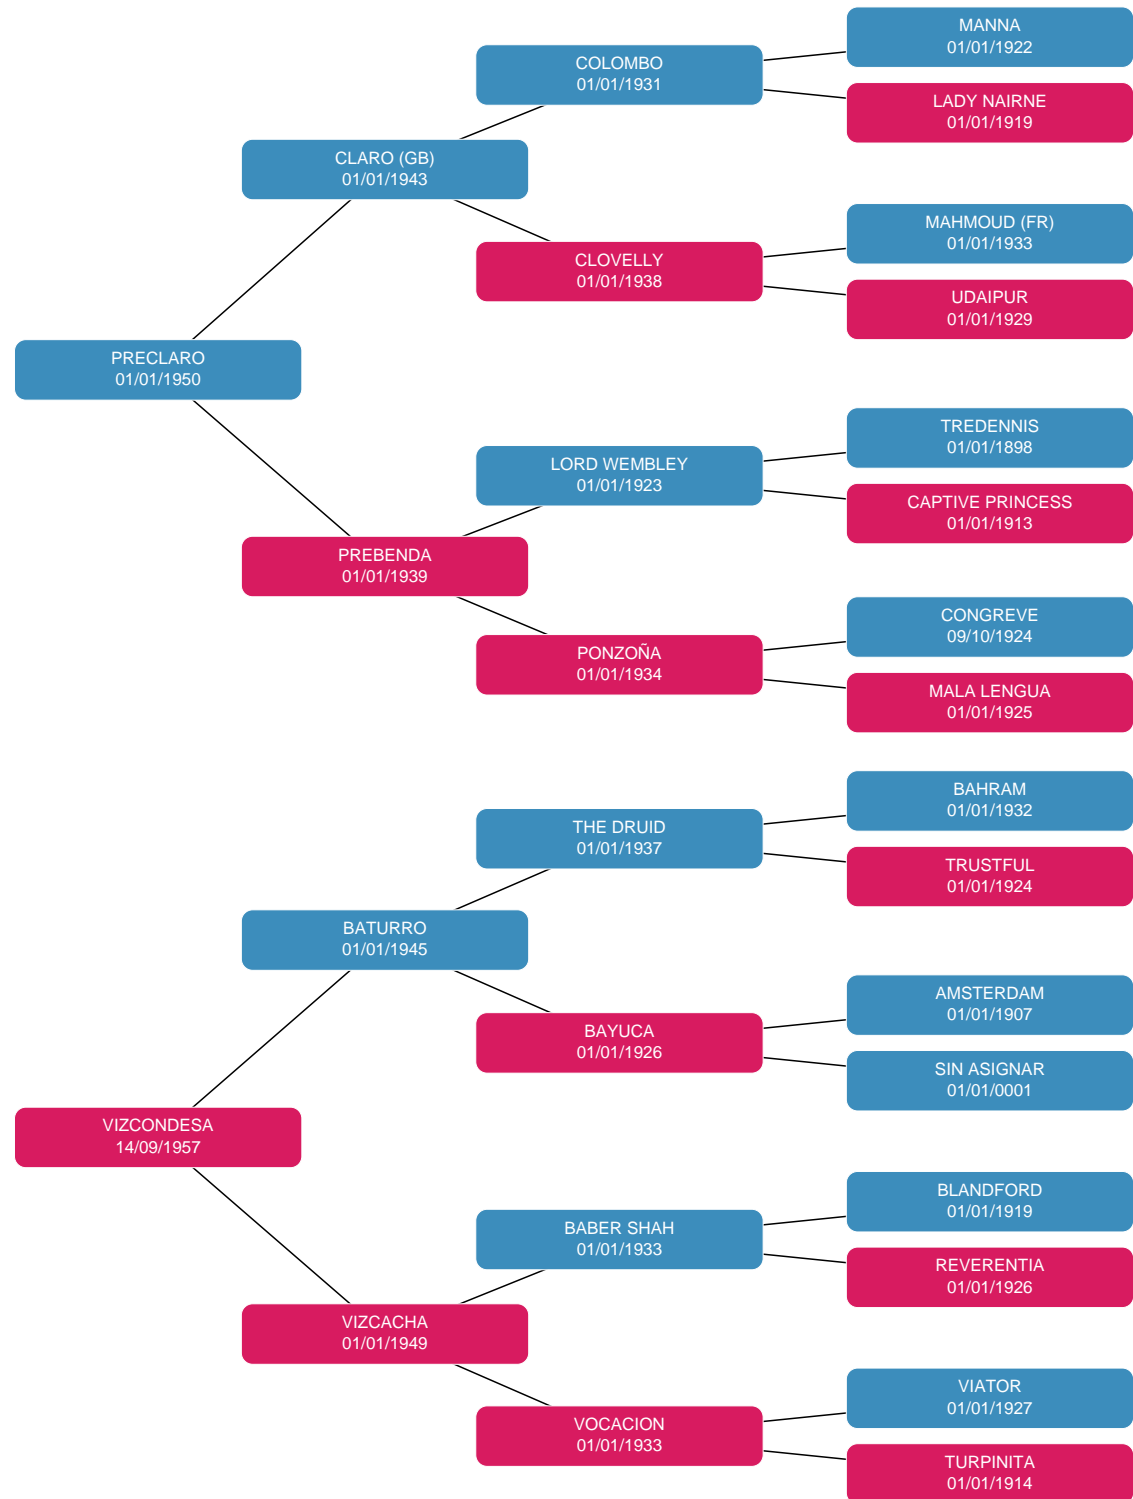 MANNA
01/01/1922
COLOMBO
01/01/1931
LADY NAIRNE
01/01/1919
CLARO (GB)
01/01/1943
MAHMOUD (FR)
01/01/1933
CLOVELLY
01/01/1938
UDAIPUR
01/01/1929
PRECLARO
01/01/1950
TREDENNIS
01/01/1898
LORD WEMBLEY
01/01/1923
CAPTIVE PRINCESS
01/01/1913
PREBENDA
01/01/1939
CONGREVE
09/10/1924
PONZOÑA
01/01/1934
MALA LENGUA
01/01/1925
BAHRAM
01/01/1932
THE DRUID
01/01/1937
TRUSTFUL
01/01/1924
BATURRO
01/01/1945
AMSTERDAM
01/01/1907
BAYUCA
01/01/1926
SIN ASIGNAR
01/01/0001
VIZCONDESA
14/09/1957
BLANDFORD
01/01/1919
BABER SHAH
01/01/1933
REVERENTIA
01/01/1926
VIZCACHA
01/01/1949
VIATOR
01/01/1927
VOCACION
01/01/1933
TURPINITA
01/01/1914